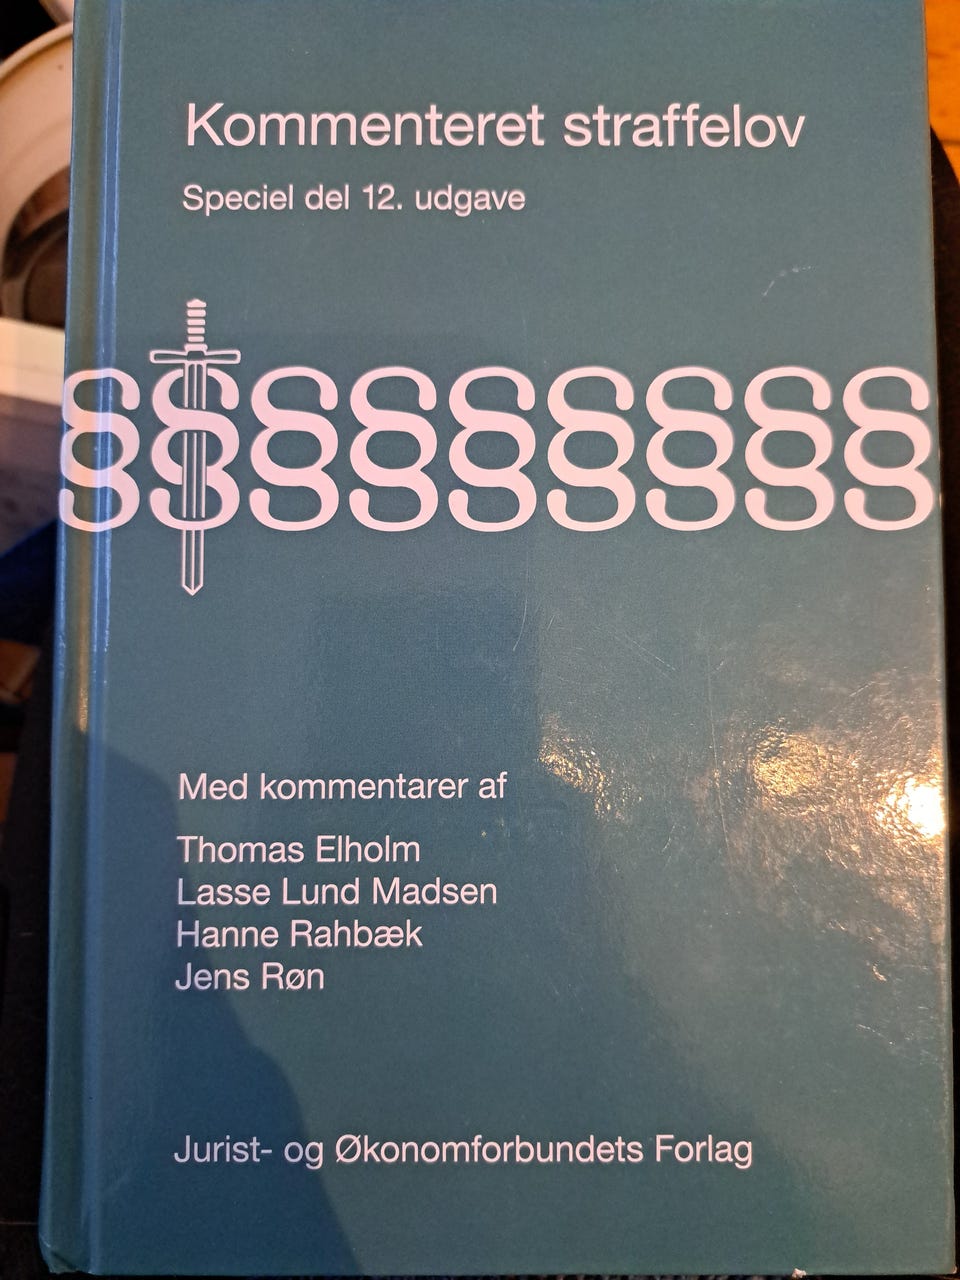 Kommenteret straffelov
Speciel del 12. udgave
§§§§§§§§§
Med kommentarer af
Thomas Elholm
Lasse Lund Madsen
Hanne Rahbæk
Jens Røn
Jurist- og Økonomforbundets Forlag